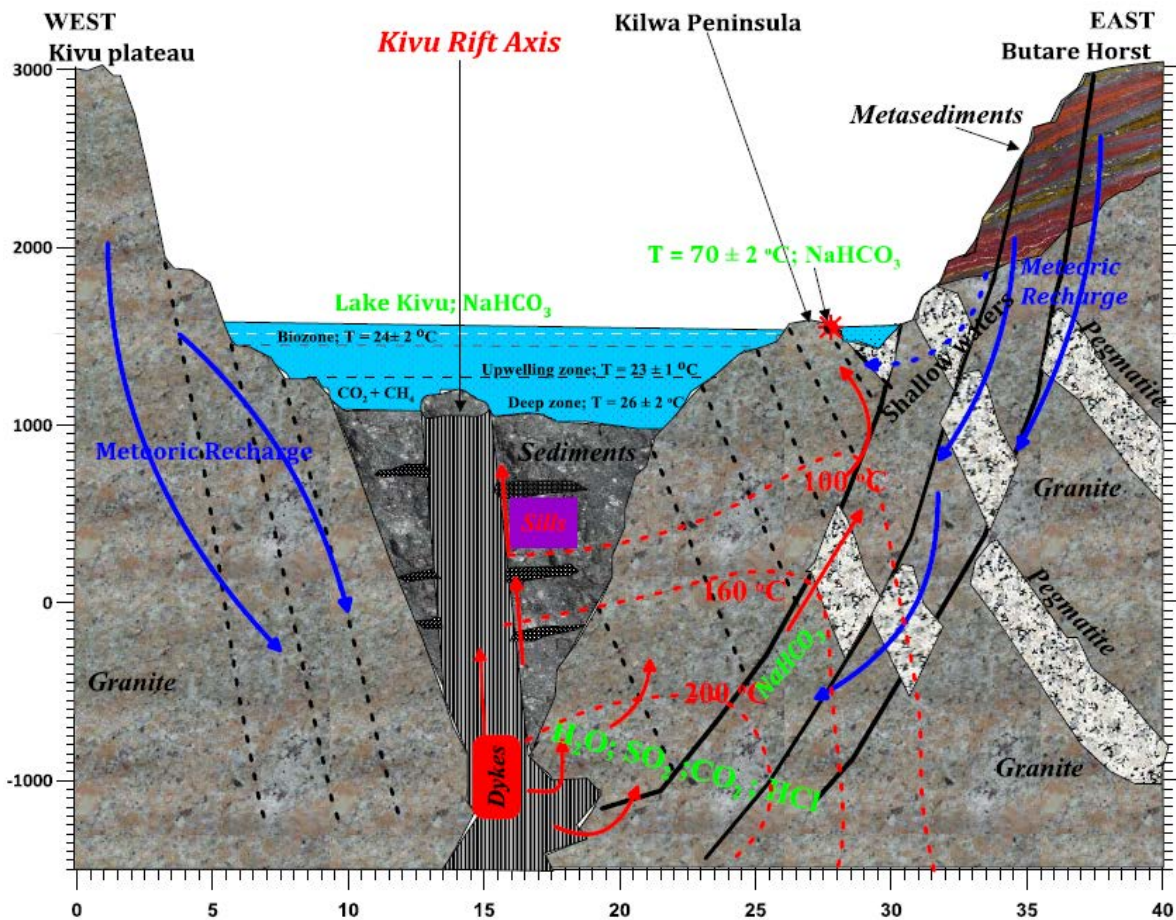 WEST
Kivu plateau
Kivu Rift Axis
Kilwa Peninsula
EAST
Butare Horst
Metasediments
3000
2000
1000
0
-1000
T = 70 ± 2 °C; NaHCO₃
Lake Kivu; NaHCO₃
Meteoric
Recharge
Biozone; T = 24± 2 ⁰C
Upwelling zone; T = 23 ± 1 ⁰C
CO₂ + CH₄
Deep zone; T = 26 ± 2 °C
Shallow waters
Pegmatite
Meteoric Recharge
Sediments
100 °C
Granite
Sills
160 °C
Pegmatite
NaHCO₃
Granite
200 °C
H₂O; SO₂ ;CO₂ ; HCl
Dykes
Granite
0 5 10 15 20 25 30 35 40